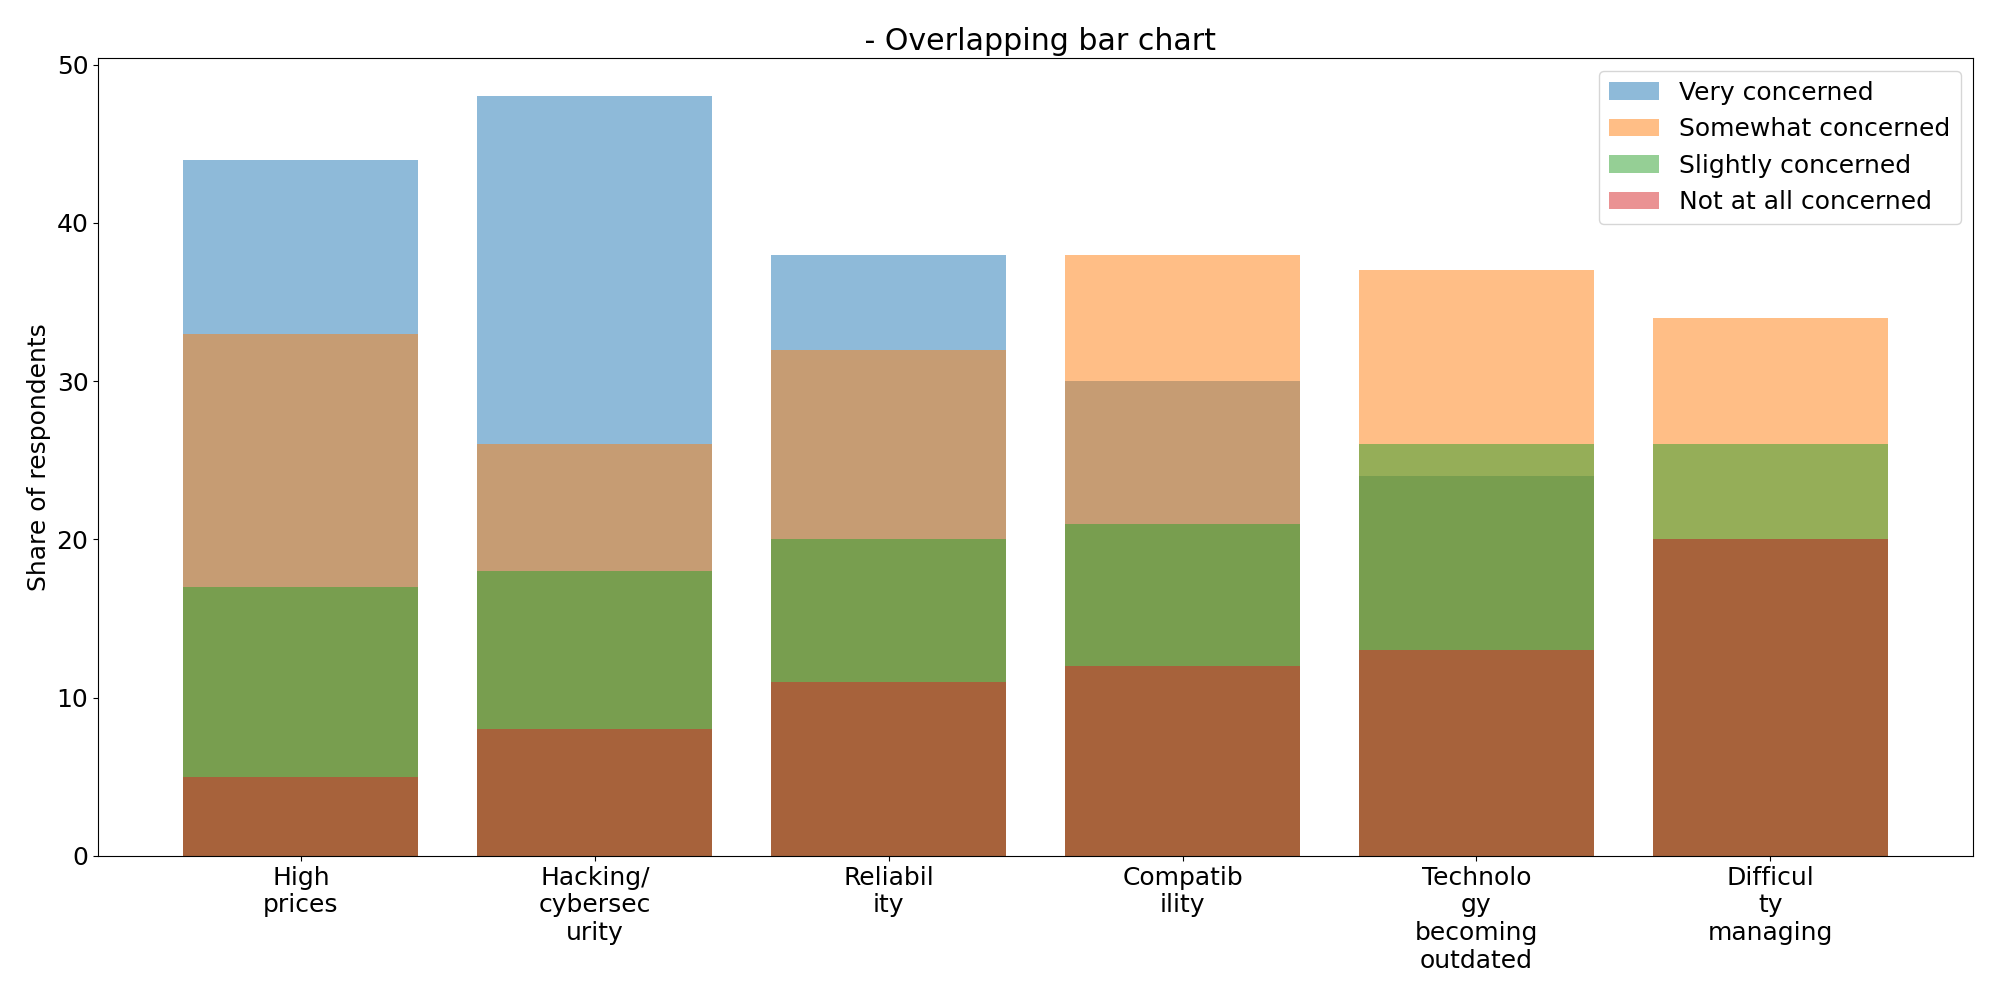 - Overlapping bar chart
Very concerned
Somewhat concerned
Slightly concerned
Not at all concerned
Share of respondents
50
40
30
20
10
0
High
prices
Hacking/
cybersec
urity
Reliabil
ity
Compatib
ility
Technolo
gy
becoming
outdated
Difficul
ty
managing